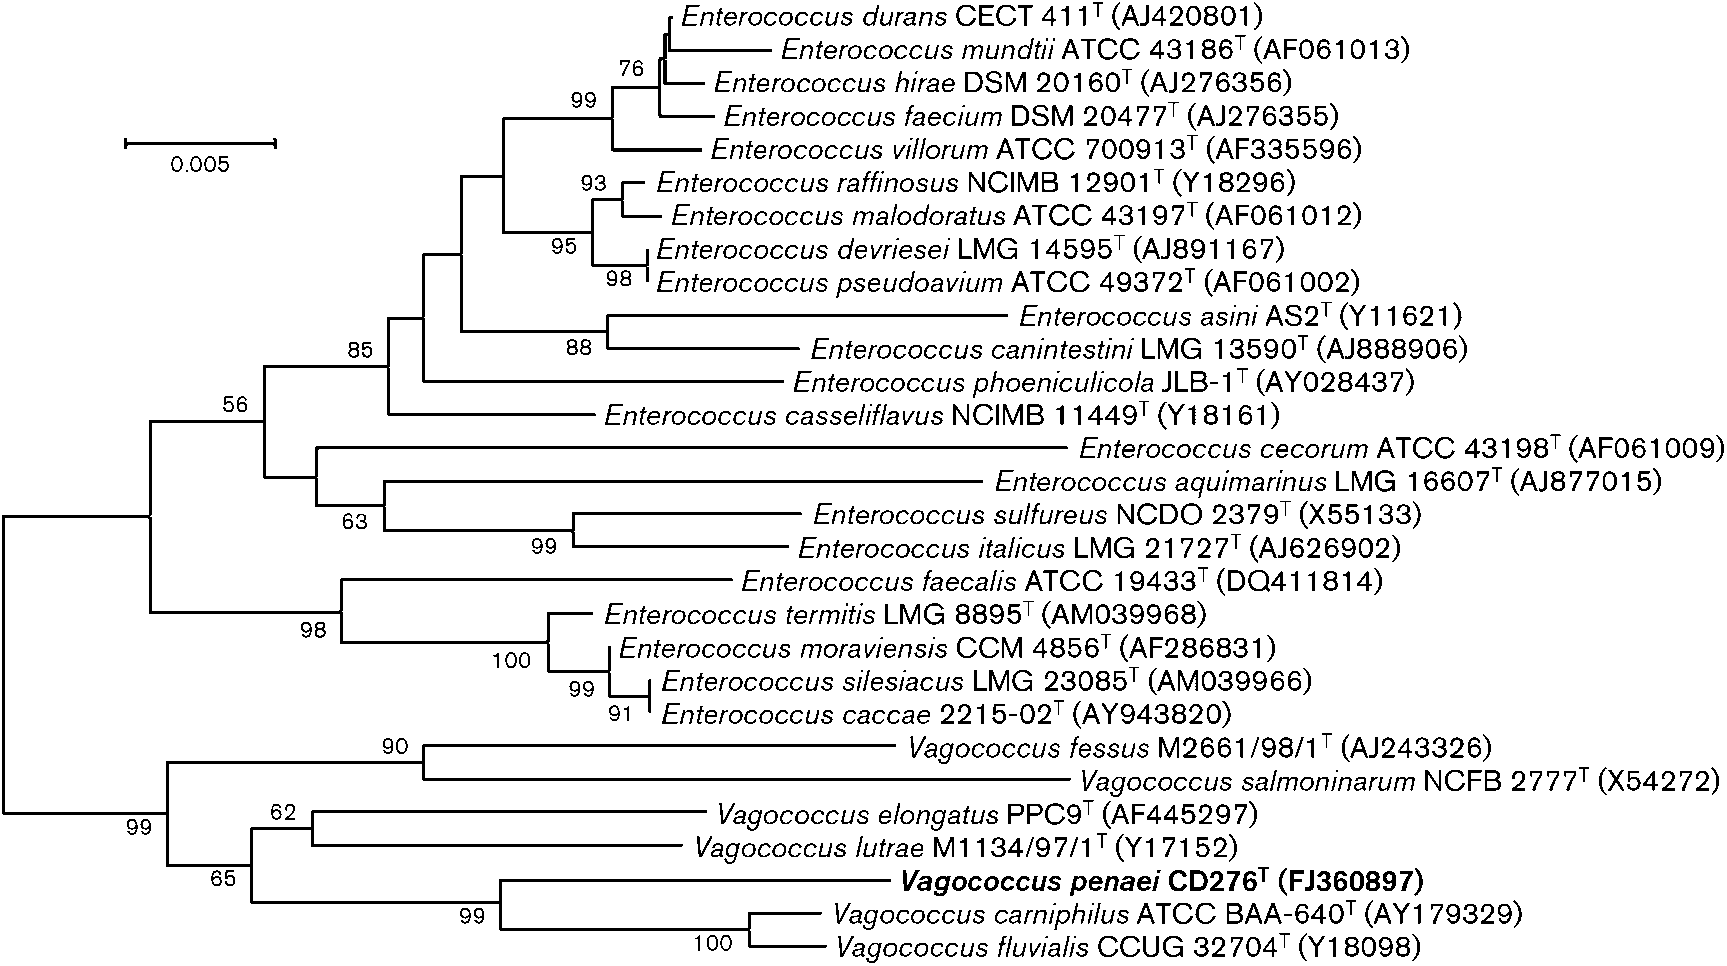 Enterococcus durans CECT 411ᵀ (AJ420801)
Enterococcus mundtii ATCC 43186ᵀ (AF061013)
76
Enterococcus hirae DSM 20160ᵀ (AJ276356)
99
Enterococcus faecium DSM 20477ᵀ (AJ276355)
Enterococcus villorum ATCC 700913ᵀ (AF335596)
0.005
93
Enterococcus raffinosus NCIMB 12901ᵀ (Y18296)
Enterococcus malodoratus ATCC 43197ᵀ (AF061012)
95
Enterococcus devriesei LMG 14595ᵀ (AJ891167)
98
Enterococcus pseudoavium ATCC 49372ᵀ (AF061002)
Enterococcus asini AS2ᵀ (Y11621)
85
88
Enterococcus canintestini LMG 13590ᵀ (AJ888906)
Enterococcus phoeniculicola JLB-1ᵀ (AY028437)
56
Enterococcus casseliflavus NCIMB 11449ᵀ (Y18161)
Enterococcus cecorum ATCC 43198ᵀ (AF061009)
Enterococcus aquimarinus LMG 16607ᵀ (AJ877015)
63
Enterococcus sulfureus NCDO 2379ᵀ (X55133)
99
Enterococcus italicus LMG 21727ᵀ (AJ626902)
Enterococcus faecalis ATCC 19433ᵀ (DQ411814)
Enterococcus termitis LMG 8895ᵀ (AM039968)
98
Enterococcus moraviensis CCM 4856ᵀ (AF286831)
100
Enterococcus silesiacus LMG 23085ᵀ (AM039966)
99
91
Enterococcus caccae 2215-02ᵀ (AY943820)
90
Vagococcus fessus M2661/98/1ᵀ (AJ243326)
Vagococcus salmoninarum NCFB 2777ᵀ (X54272)
62
Vagococcus elongatus PPC9ᵀ (AF445297)
99
Vagococcus lutrae M1134/97/1ᵀ (Y17152)
65
Vagococcus penaei CD276ᵀ (FJ360897)
99
Vagococcus carniphilus ATCC BAA-640ᵀ (AY179329)
100
Vagococcus fluvialis CCUG 32704ᵀ (Y18098)